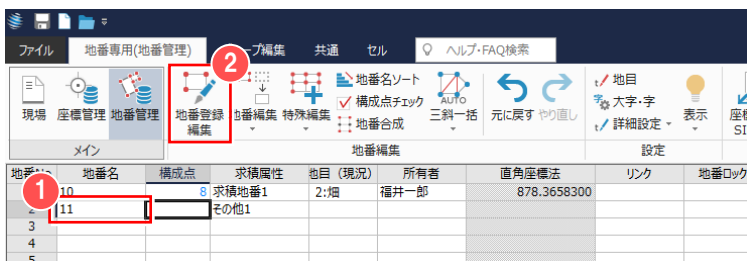 ファイル 地番専用(地番管理) プ編集 共通 セル ヘルプ・FAQ検索
2
現場 座標管理 地番管理 地番登録編集 地番編集 特殊編集 地番名ソート 構成点チェック 地番合成 AUTO 三斜一括 元に戻す やり直し 地目 大字・字 詳細設定 表示 SI
メイン 地番編集 設定
地番No 地番名 構成点 求積属性 地目（現況） 所有者 直角座標法 リンク 地番ロック
1
10 8 求積地番1 2:畑 福井一郎 878.3658300
2 11 その他1
3
4
5